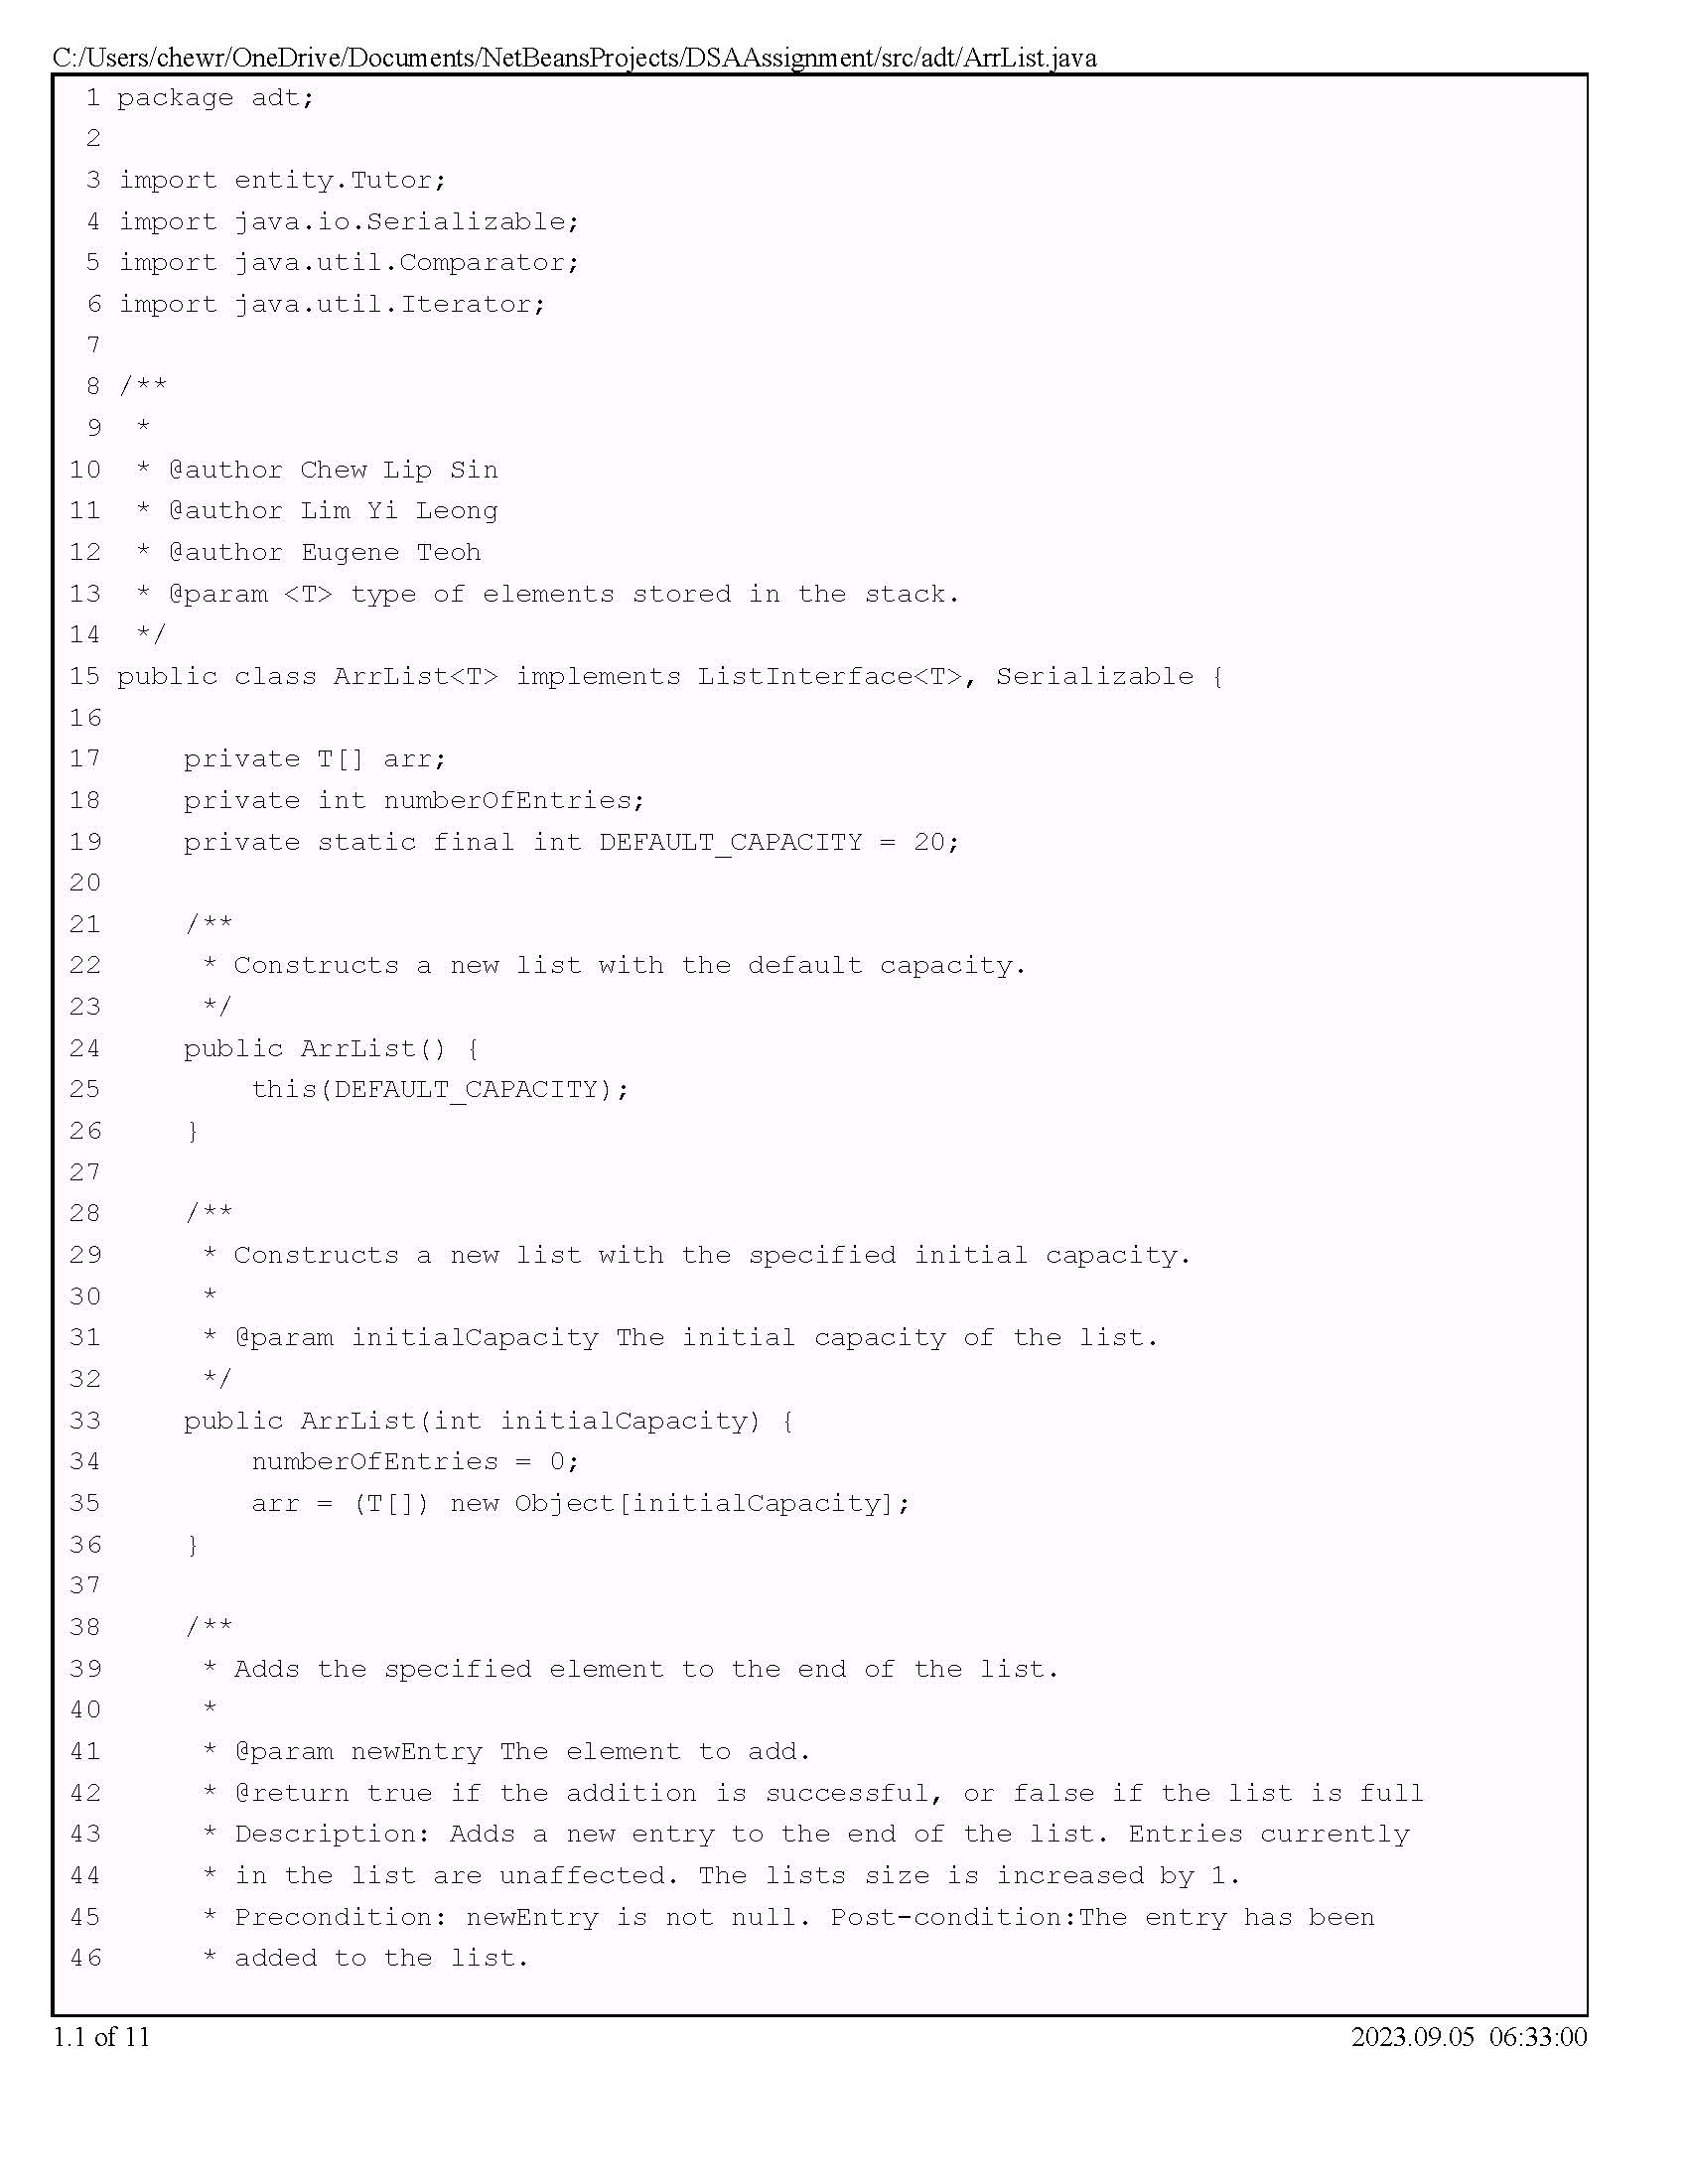 C:/Users/chewr/OneDrive/Documents/NetBeansProjects/DSAAssignment/src/adt/ArrList.java
1 package adt;
2
3 import entity.Tutor;
4 import java.io.Serializable;
5 import java.util.Comparator;
6 import java.util.Iterator;
7
8 /**
9  *
10  * @author Chew Lip Sin
11  * @author Lim Yi Leong
12  * @author Eugene Teoh
13  * @param <T> type of elements stored in the stack.
14  */
15 public class ArrList<T> implements ListInterface<T>, Serializable {
16
17     private T[] arr;
18     private int numberOfEntries;
19     private static final int DEFAULT_CAPACITY = 20;
20
21     /**
22      * Constructs a new list with the default capacity.
23      */
24     public ArrList() {
25         this(DEFAULT_CAPACITY);
26     }
27
28     /**
29      * Constructs a new list with the specified initial capacity.
30      *
31      * @param initialCapacity The initial capacity of the list.
32      */
33     public ArrList(int initialCapacity) {
34         numberOfEntries = 0;
35         arr = (T[]) new Object[initialCapacity];
36     }
37
38     /**
39      * Adds the specified element to the end of the list.
40      *
41      * @param newEntry The element to add.
42      * @return true if the addition is successful, or false if the list is full
43      * Description: Adds a new entry to the end of the list. Entries currently
44      * in the list are unaffected. The lists size is increased by 1.
45      * Precondition: newEntry is not null. Post-condition:The entry has been
46      * added to the list.
1.1 of 11
2023.09.05 06:33:00